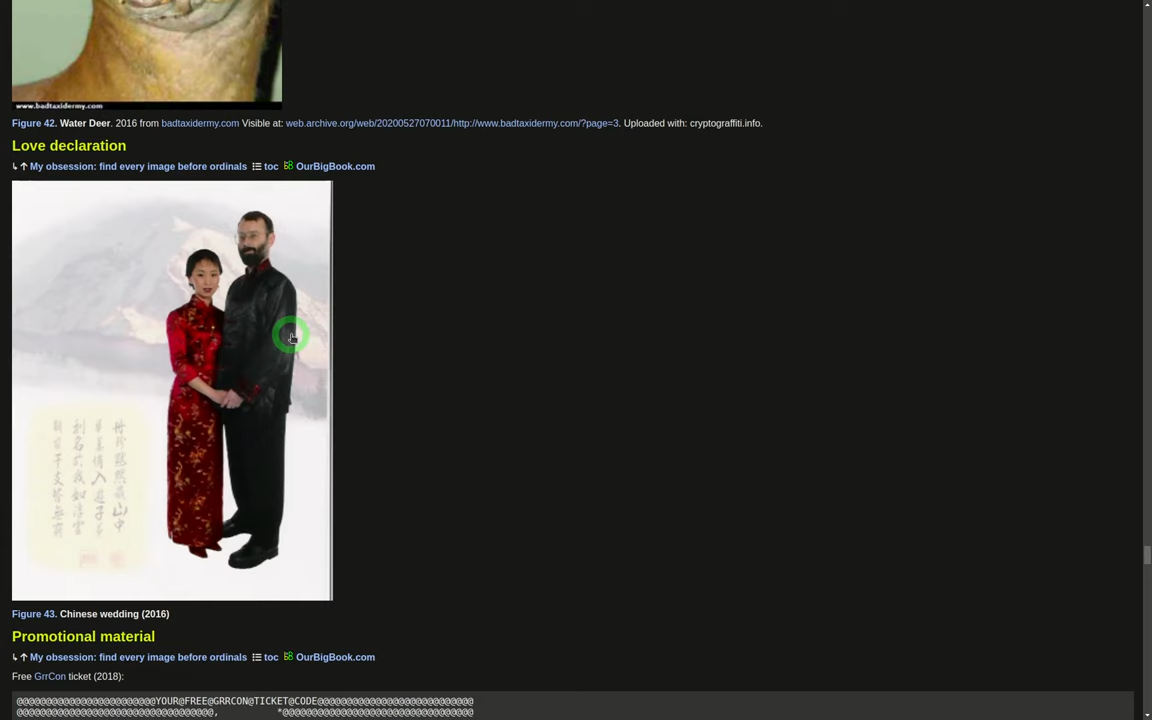 www.badtaxidermy.com
Figure 42. Water Deer. 2016 from badtaxidermy.com Visible at: web.archive.org/web/20200527070011/http://www.badtaxidermy.com/?page=3. Uploaded with: cryptograffiti.info.
Love declaration
↳ ↑ My obsession: find every image before ordinals toc OurBigBook.com
Figure 43. Chinese wedding (2016)
Promotional material
↳ ↑ My obsession: find every image before ordinals toc OurBigBook.com
Free GrrCon ticket (2018):
@@@@@@@@@@@@@@@@@@@@@@@@YOUR@FREE@GRRCON@TICKET@CODE@@@@@@@@@@@@@@@@@@@@@@@@@@@
@@@@@@@@@@@@@@@@@@@@@@@@@@@@@@@@@@, *@@@@@@@@@@@@@@@@@@@@@@@@@@@@@@@@@